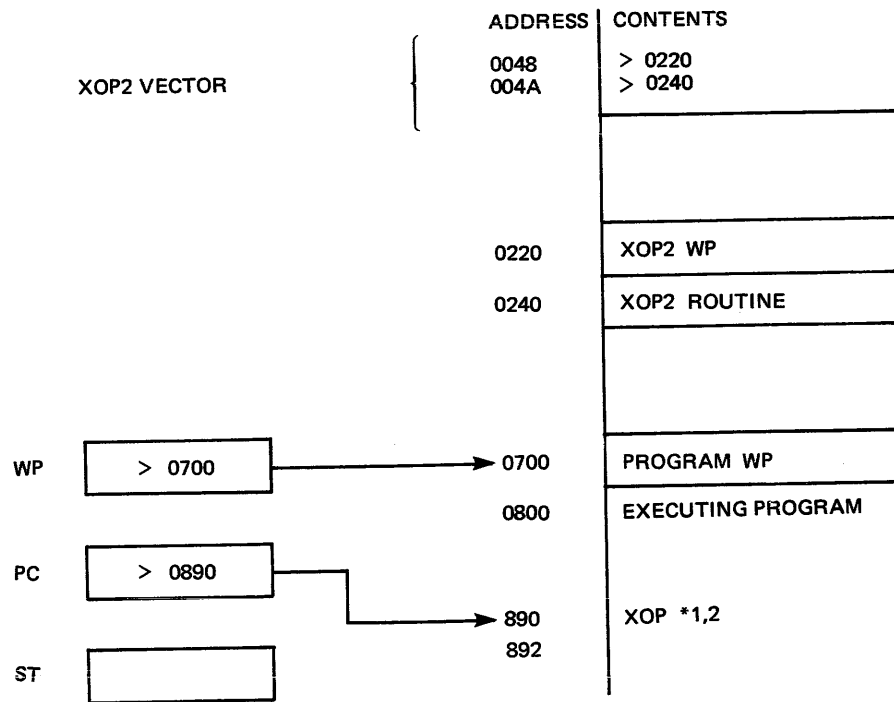 ADDRESS CONTENTS
0048 > 0220
XOP2 VECTOR 004A > 0240
0220 XOP2 WP
0240 XOP2 ROUTINE
WP > 0700 0700 PROGRAM WP
0800 EXECUTING PROGRAM
PC > 0890
890 XOP *1,2
892
ST